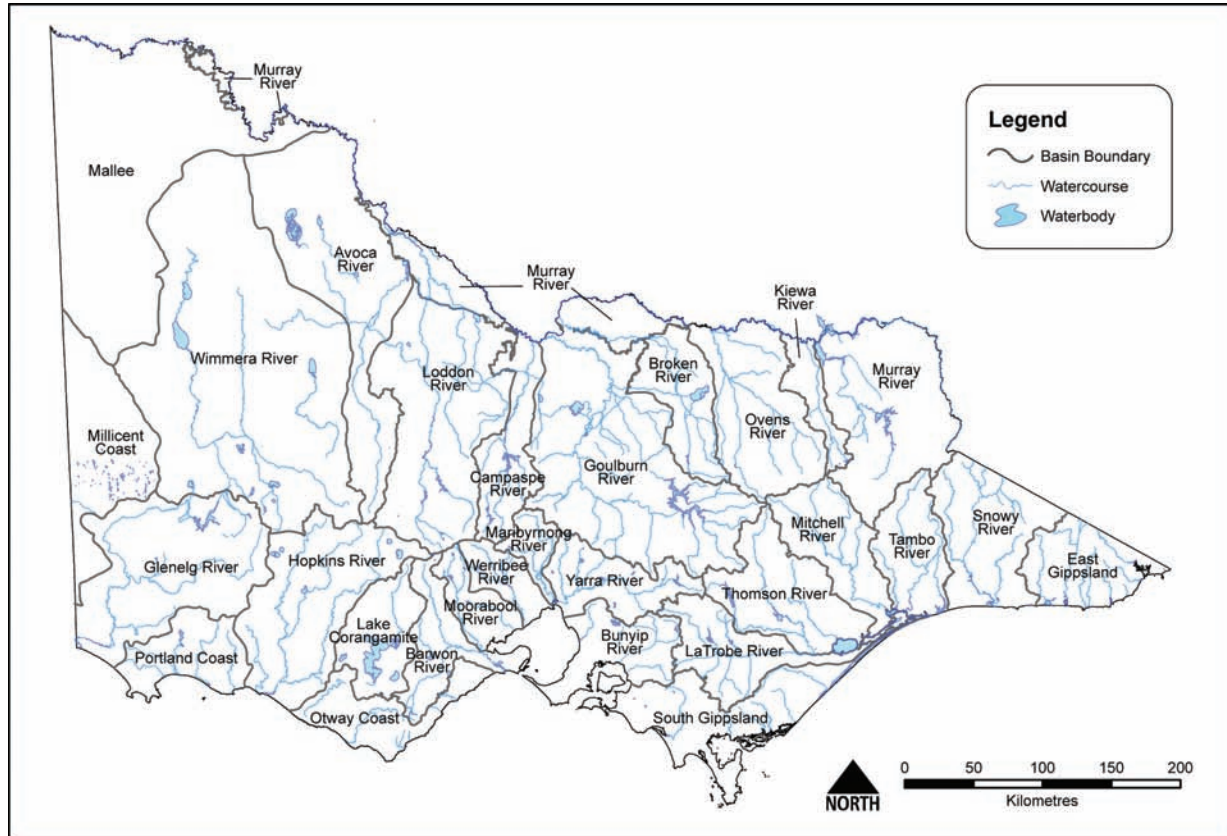 Murray
River
Mallee
Legend
Basin Boundary
Watercourse
Waterbody
Avoca
River
Murray
River
Kiewa
River
Wimmera River
Loddon
River
Broken
River
Murray
River
Ovens
River
Millicent
Coast
Goulburn
River
Campaspe
River
Maribyrnong
River
Mitchell
River
Tambo
River
Snowy
River
East
Gippsland
Glenelg River
Hopkins River
Werribee
River
Yarra River
Thomson River
Moorabool
River
Lake
Corangamite
Barwon
River
Bunyip
River
LaTrobe River
Portland Coast
Otway Coast
South Gippsland
NORTH
0 50 100 150 200
Kilometres